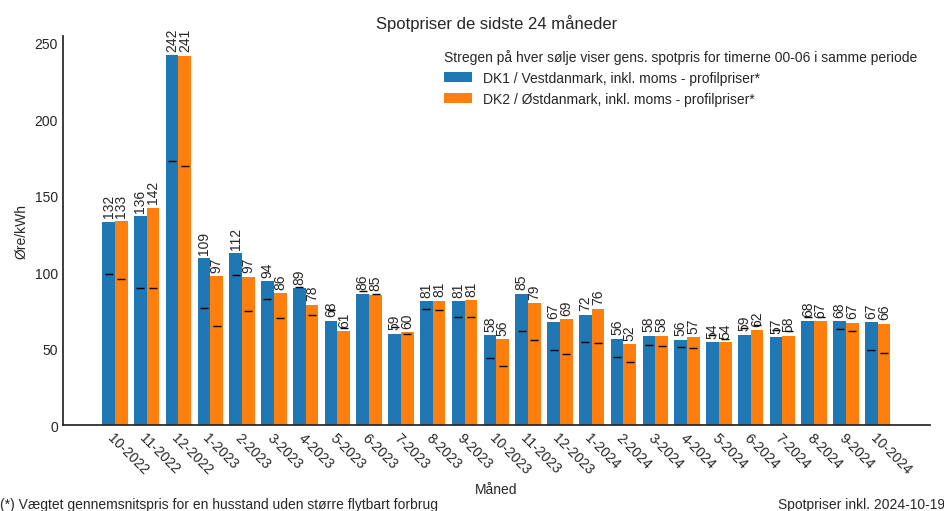 Spotpriser de sidste 24 måneder
Stregen på hver sølje viser gens. spotpris for timerne 00-06 i samme periode
DK1 / Vestdanmark, inkl. moms - profilpriser*
DK2 / Østdanmark, inkl. moms - profilpriser*
Øre/kWh
250
200
150
100
50
0
132 133 136 142 242 241 109 97 112 97 94 86 89 78 68 61 86 85 59 60 81 81 81 81 58 56 85 79 67 69 72 76 56 52 58 58 56 57 54 54 59 62 57 58 68 67 68 67 67 66
10-2022 11-2022 12-2022 1-2023 2-2023 3-2023 4-2023 5-2023 6-2023 7-2023 8-2023 9-2023 10-2023 11-2023 12-2023 1-2024 2-2024 3-2024 4-2024 5-2024 6-2024 7-2024 8-2024 9-2024 10-2024
Måned
(*) Vægtet gennemsnitspris for en husstand uden større flytbart forbrug
Spotpriser inkl. 2024-10-19